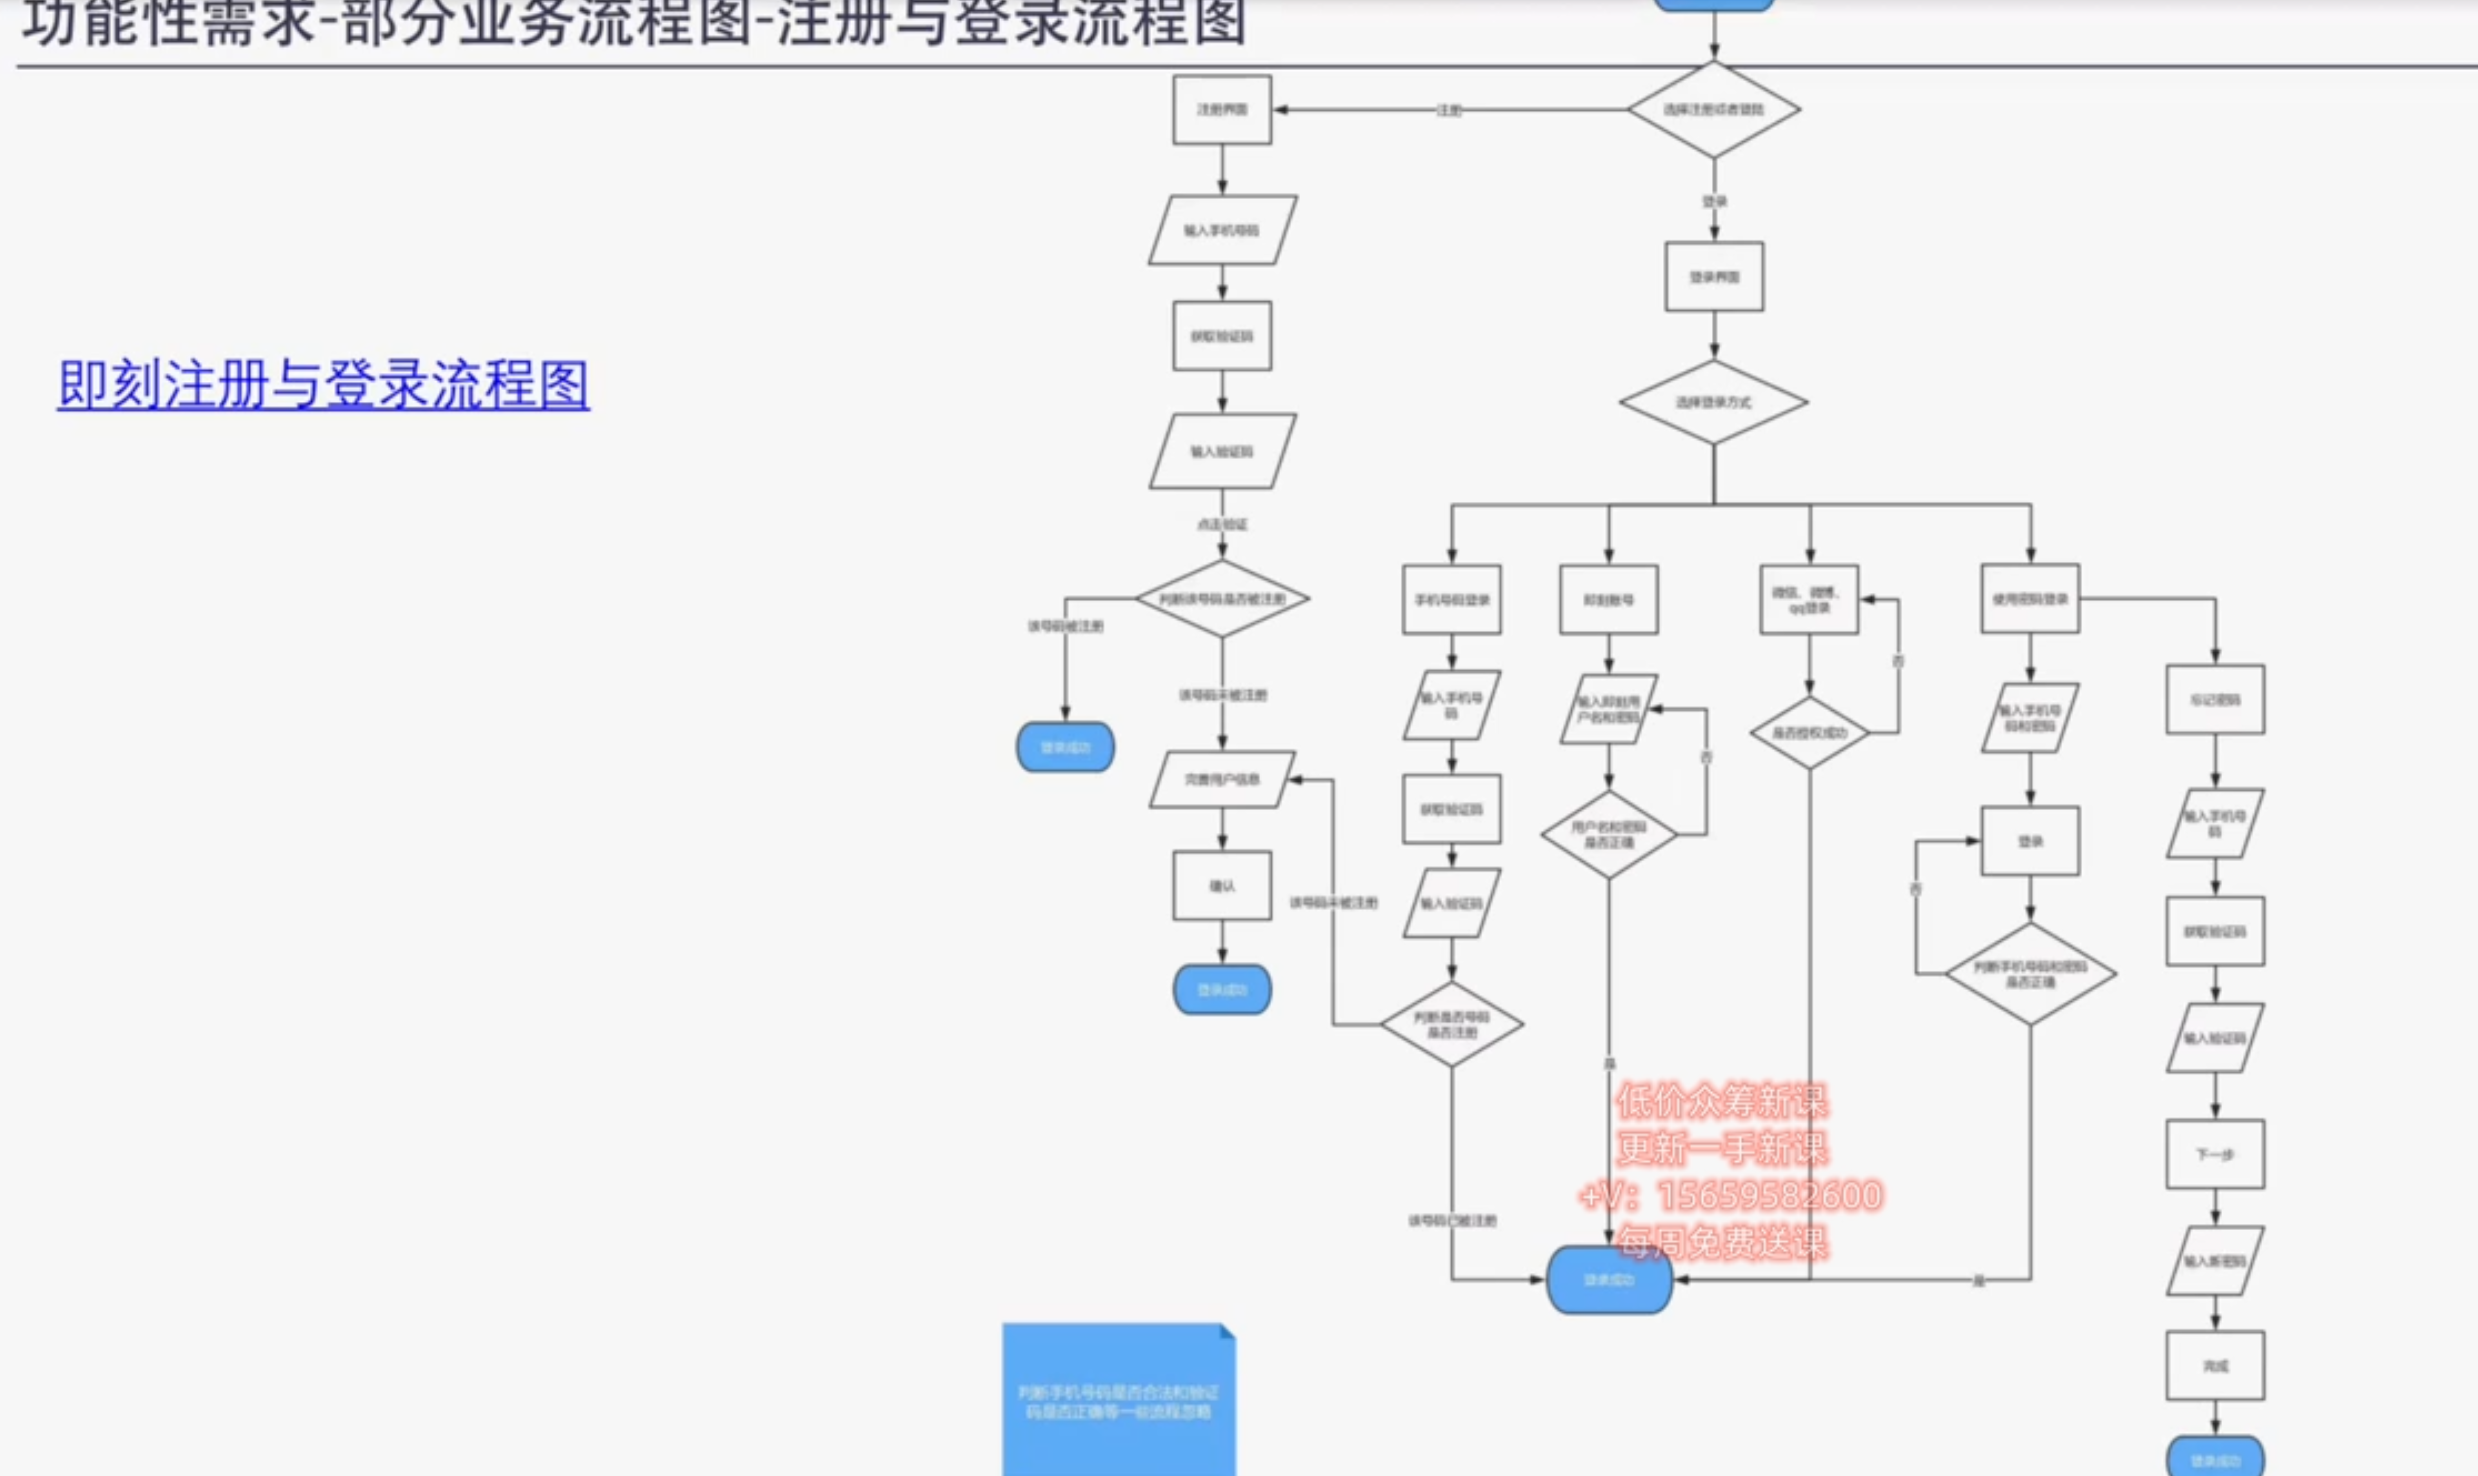 功能性需求-部分业务流程图-注册与登录流程图
即刻注册与登录流程图
选择注册或者登陆
注册
注册界面
输入手机号码
获取验证码
输入验证码
点击验证
判断该号码是否被注册
该号码被注册
登录成功
该号码未被注册
完善用户信息
确认
登录成功
登录
登录界面
选择登录方式
手机号码登录
输入手机号
码
获取验证码
输入验证码
判断是否号码
是否注册
该号码未被注册
该号码已被注册
即刻账号
输入即刻用
户名和密码
用户名和密码
是否正确
否
是
微信、微博、
qq登录
是否授权成功
否
使用密码登录
输入手机号
码和密码
登录
判断手机号码和密码
是否正确
否
是
登录成功
忘记密码
输入手机号
码
获取验证码
输入验证码
下一步
输入新密码
完成
登录成功
判断手机号码是否合法和验证
码是否正确等一些流程忽略
低价众筹新课
更新一手新课
+V：15659582600
每周免费送课